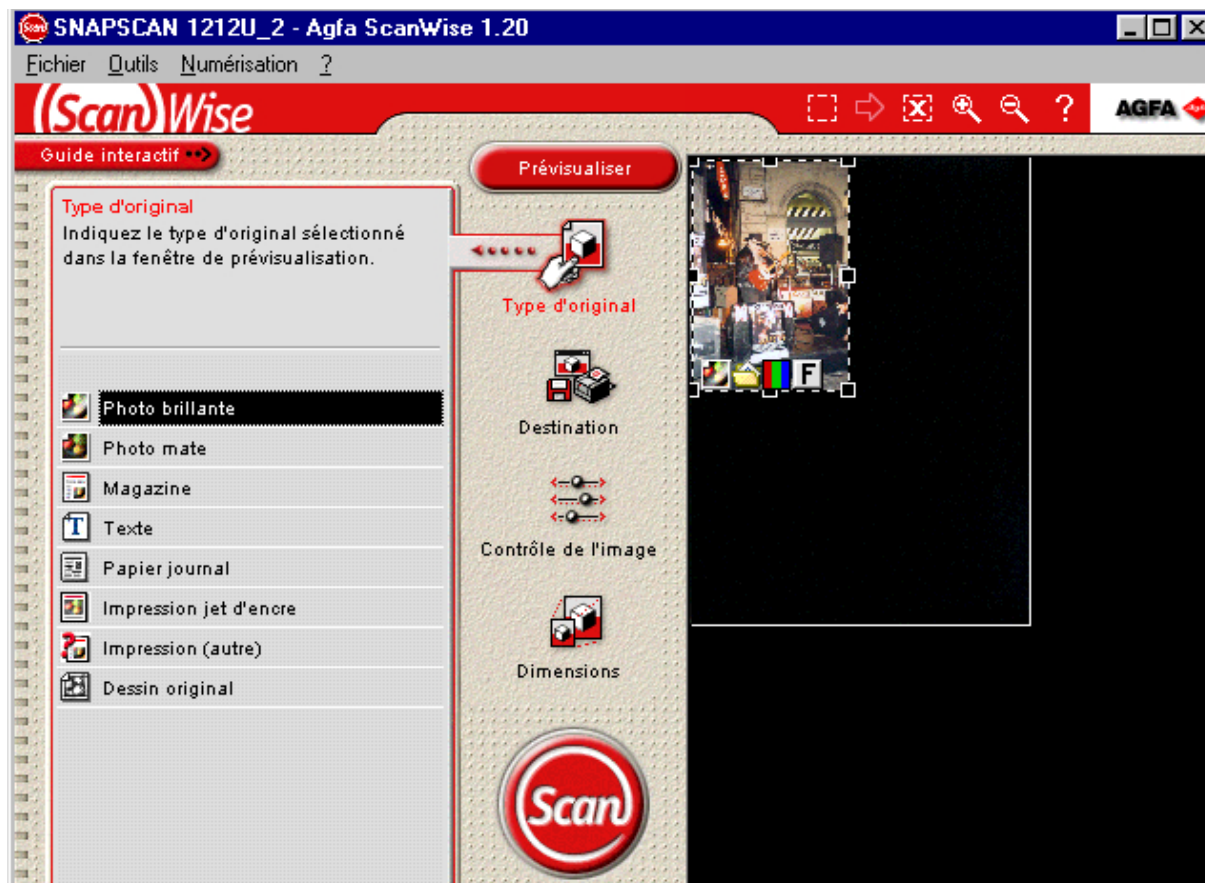 SNAPSCAN 1212U_2 - Agfa ScanWise 1.20
Fichier Outils Numérisation ?
(Scan) Wise
? AGFA
Guide interactif
Prévisualiser
Type d'original
Indiquez le type d'original sélectionné
dans la fenêtre de prévisualisation.
Type d'original
Photo brillante
Photo mate
Magazine
Texte
Papier journal
Impression jet d'encre
Impression (autre)
Dessin original
Destination
Contrôle de l'image
Dimensions
Scan
F